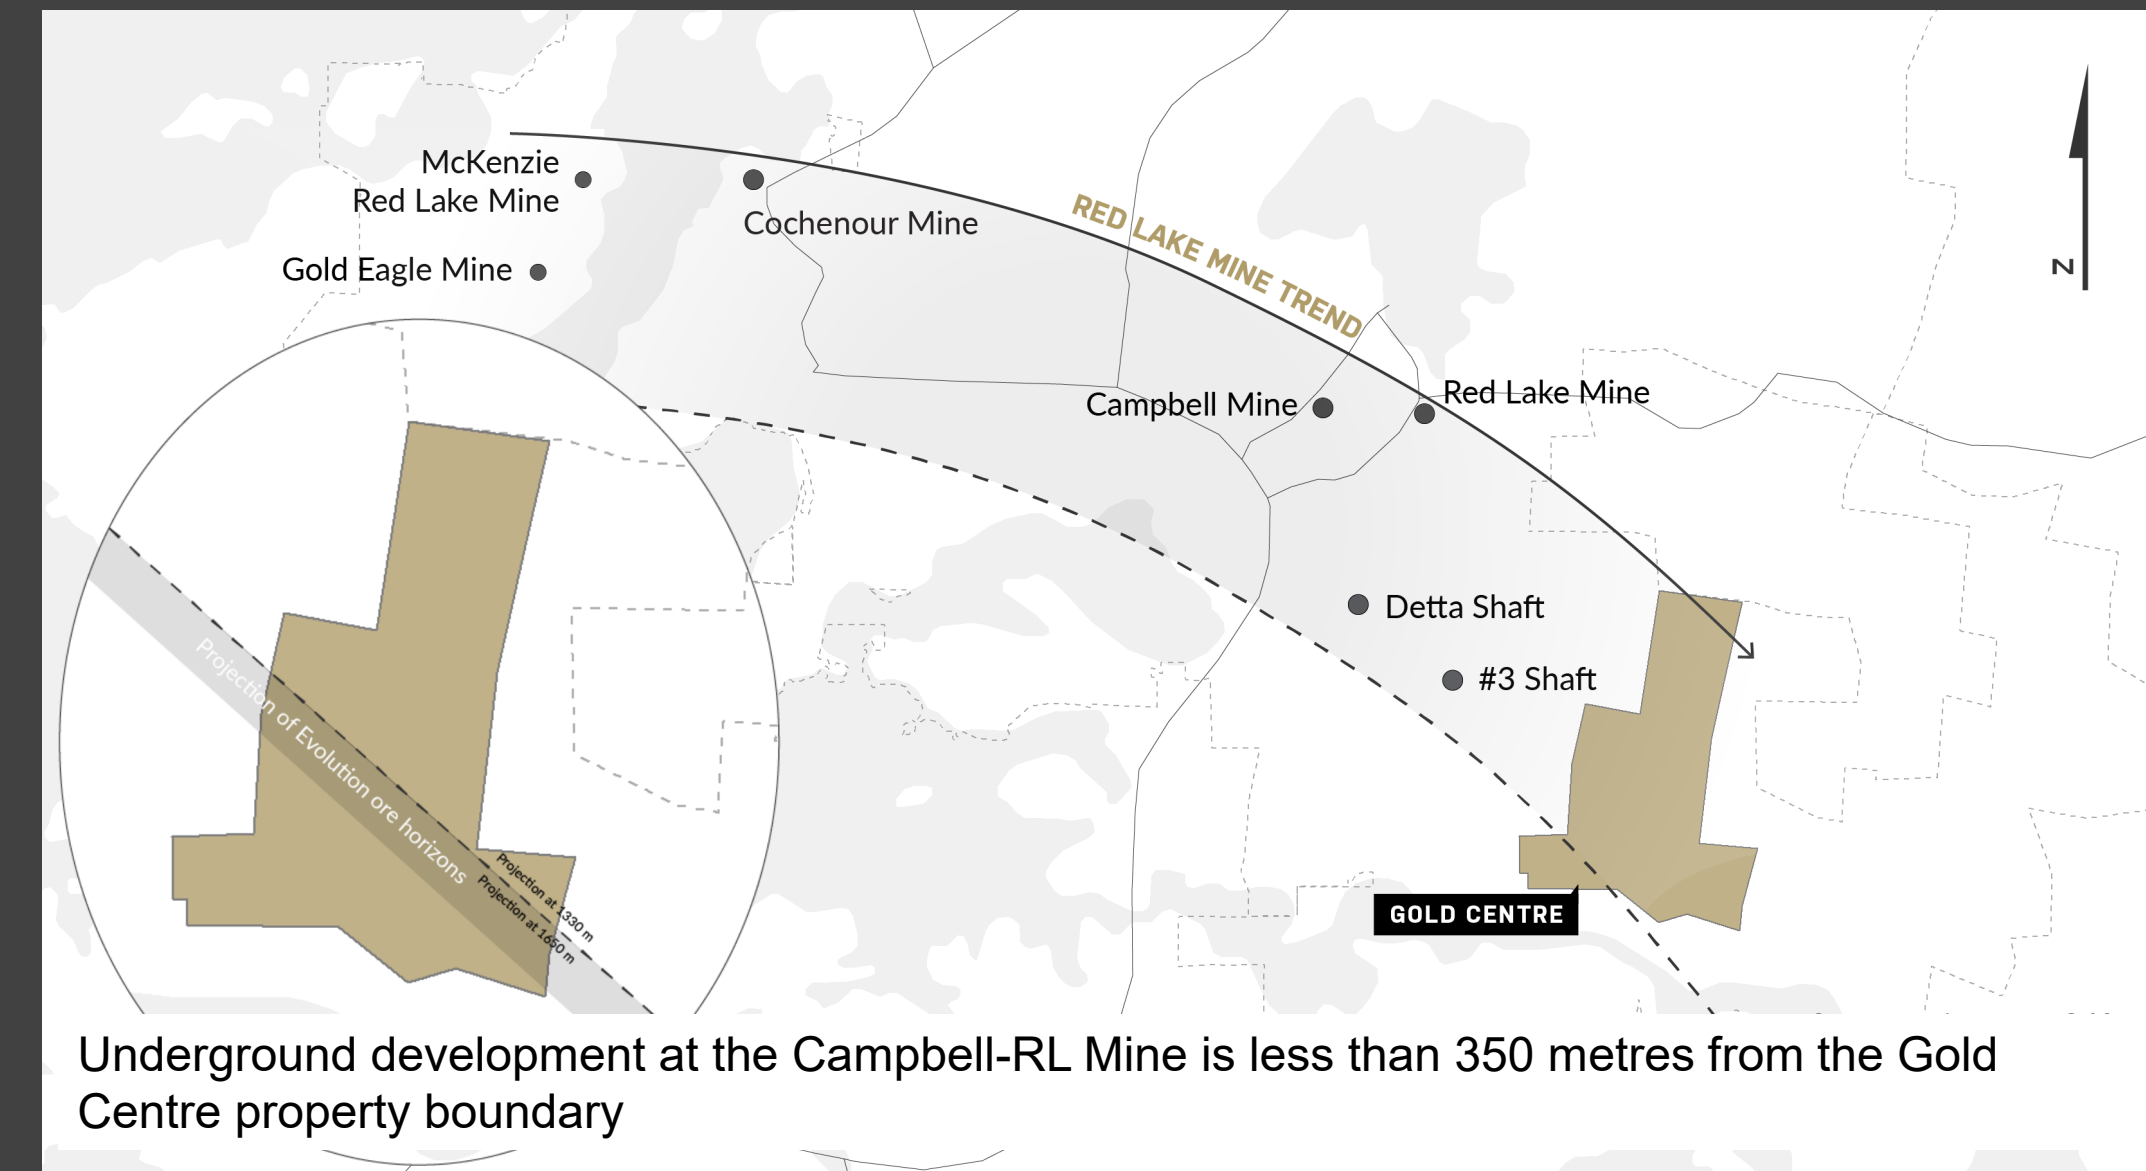 McKenzie
Red Lake Mine
Cochenour Mine
Gold Eagle Mine
RED LAKE MINE TREND
N
Campbell Mine
Red Lake Mine
Detta Shaft
#3 Shaft
GOLD CENTRE
Projection of Evolution ore horizons
Projection at 1330 m
Projection at 1650 m
Underground development at the Campbell-RL Mine is less than 350 metres from the Gold
Centre property boundary